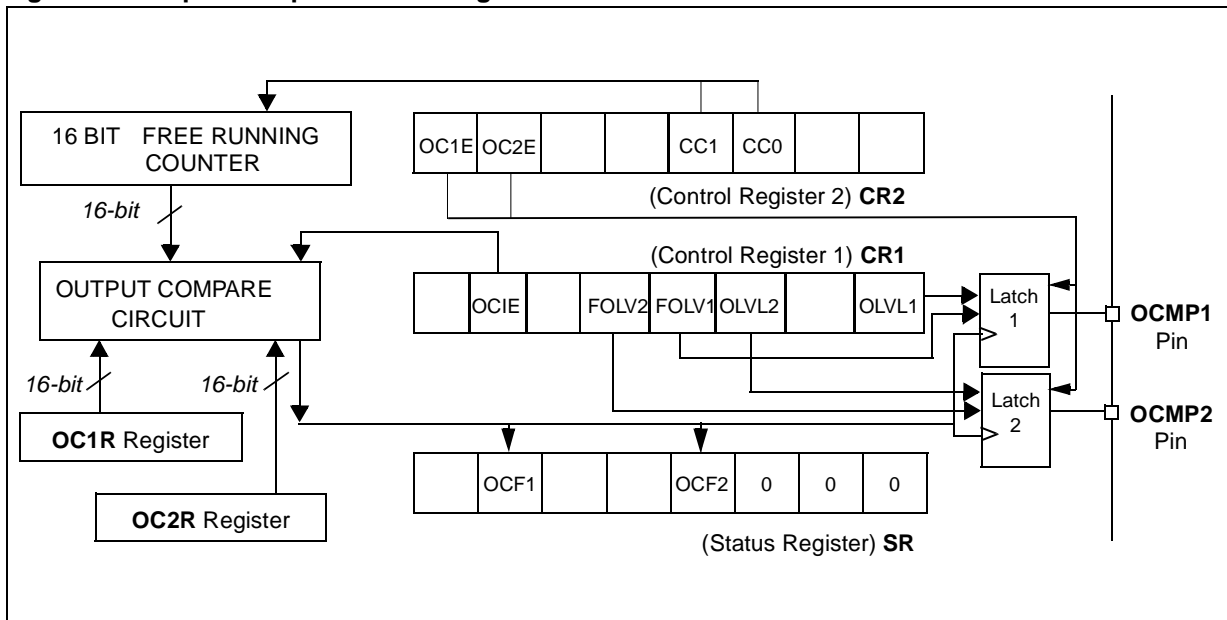 16 BIT FREE RUNNING
COUNTER
OC1E OC2E CC1 CC0
(Control Register 2) CR2
16-bit
(Control Register 1) CR1
OUTPUT COMPARE
CIRCUIT
OCIE FOLV2 FOLV1 OLVL2 OLVL1
Latch
1
OCMP1
Pin
16-bit 16-bit
Latch
2
OCMP2
Pin
OC1R Register
OCF1 OCF2 0 0 0
OC2R Register
(Status Register) SR